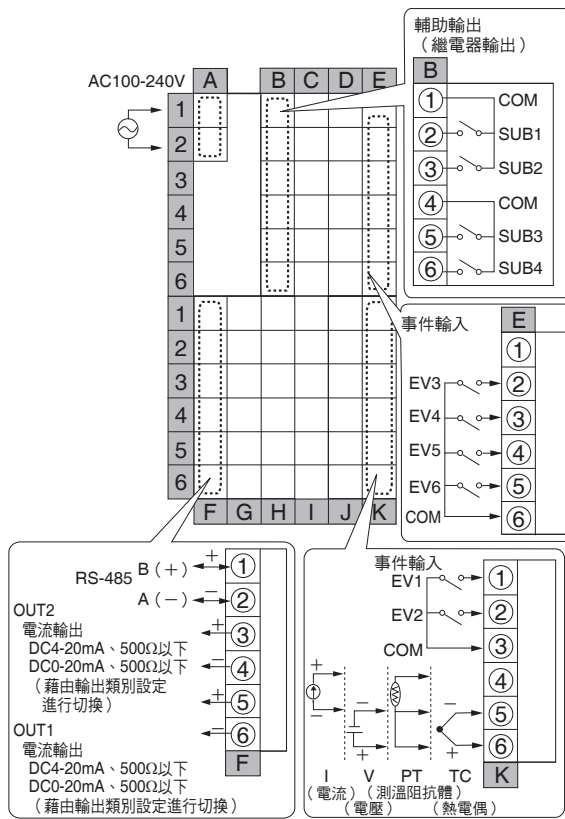 AC100-240V
A B C D E
1
2
3
4
5
6
1
2
3
4
5
6
F G H I J K
輔助輸出
（繼電器輸出）
B
① COM
② SUB1
③ SUB2
④ COM
⑤ SUB3
⑥ SUB4
事件輸入
E
①
EV3 ②
EV4 ③
EV5 ④
EV6 ⑤
COM ⑥
RS-485 B（+） + ①
A（−） − ②
OUT2
電流輸出 + ③
DC4-20mA、500Ω以下
DC0-20mA、500Ω以下 − ④
（藉由輸出類別設定
進行切換） + ⑤
OUT1 − ⑥
電流輸出
F
DC4-20mA、500Ω以下
DC0-20mA、500Ω以下
（藉由輸出類別設定進行切換）
事件輸入
EV1 ①
EV2 ②
COM ③
④
+ − − ⑤
− + + ⑥
I V PT TC K
（電流）（測溫阻抗體）
（電壓） （熱電偶）